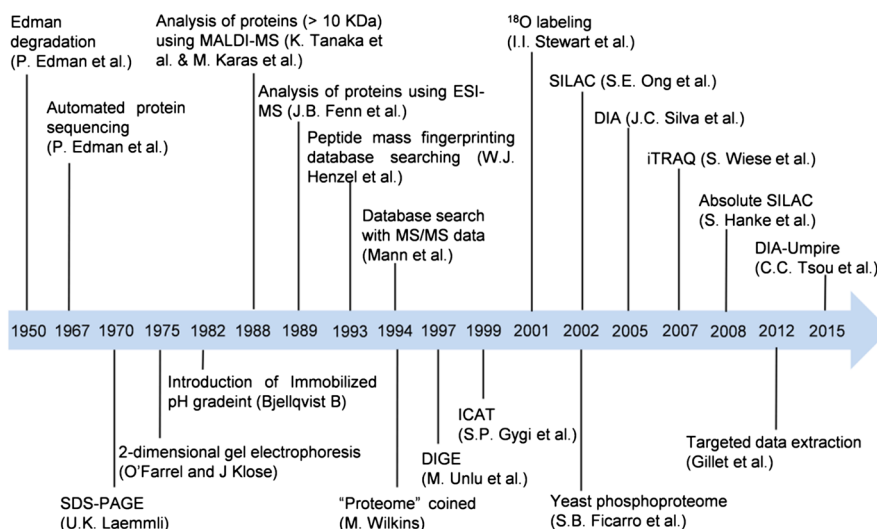 Edman
degradation
(P. Edman et al.)
Automated protein
sequencing
(P. Edman et al.)
Analysis of proteins (> 10 KDa)
using MALDI-MS (K. Tanaka et
al. & M. Karas et al.)
Analysis of proteins using ESI-
MS (J.B. Fenn et al.)
Peptide mass fingerprinting
database searching (W.J.
Henzel et al.)
Database search
with MS/MS data
(Mann et al.)
¹⁸O labeling
(I.I. Stewart et al.)
SILAC (S.E. Ong et al.)
DIA (J.C. Silva et al.)
iTRAQ (S. Wiese et al.)
Absolute SILAC
(S. Hanke et al.)
DIA-Umpire
(C.C. Tsou et al.)
1950 1967 1970 1975 1982 1988 1989 1993 1994 1997 1999 2001 2002 2005 2007 2008 2012 2015
Introduction of Immobilized
pH gradeint (Bjellqvist B)
2-dimensional gel electrophoresis
(O'Farrel and J Klose)
SDS-PAGE
(U.K. Laemmli)
ICAT
(S.P. Gygi et al.)
DIGE
(M. Unlu et al.)
“Proteome” coined
(M. Wilkins)
Yeast phosphoproteome
(S.B. Ficarro et al.)
Targeted data extraction
(Gillet et al.)